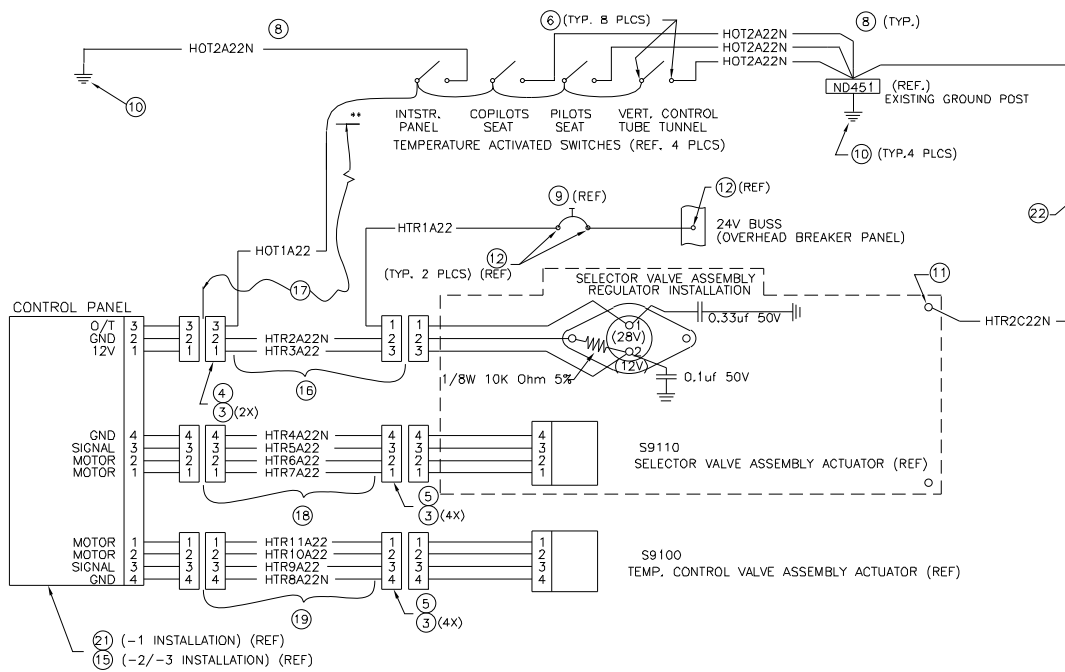 6 (TYP. 8 PLCS)
8 (TYP.)
8
HOT2A22N
HOT2A22N
HOT2A22N
HOT2A22N
10
ND451 (REF.)
EXISTING GROUND POST
10 (TYP.4 PLCS)
INTSTR. PANEL
COPILOTS SEAT
PILOTS SEAT
VERT. CONTROL TUBE TUNNEL
TEMPERATURE ACTIVATED SWITCHES (REF. 4 PLCS)
**
9 (REF)
12 (REF)
22
HTR1A22
24V BUSS
(OVERHEAD BREAKER PANEL)
12
(TYP. 2 PLCS) (REF)
HOT1A22
17
SELECTOR VALVE ASSEMBLY
REGULATOR INSTALLATION
11
HTR2C22N
CONTROL PANEL
O/T 3 3 3 1 1 1 0.33uf 50V
GND 2 2 2 HTR2A22N 2 2 (28V)
12V 1 1 1 HTR3A22 3 3 2
(12V)
1/8W 10K Ohm 5%
0.1uf 50V
16
4
3 (2X)
GND 4 4 4 HTR4A22N 4 4 4
SIGNAL 3 3 3 HTR5A22 3 3 3
MOTOR 2 2 2 HTR6A22 2 2 2
MOTOR 1 1 1 HTR7A22 1 1 1
S9110
SELECTOR VALVE ASSEMBLY ACTUATOR (REF)
18
5
3 (4X)
MOTOR 1 1 1 HTR11A22 1 1 1
MOTOR 2 2 2 HTR10A22 2 2 2
SIGNAL 3 3 3 HTR9A22 3 3 3
GND 4 4 4 HTR8A22N 4 4 4
S9100
TEMP. CONTROL VALVE ASSEMBLY ACTUATOR (REF)
19
5
3 (4X)
21 (-1 INSTALLATION) (REF)
15 (-2/-3 INSTALLATION) (REF)